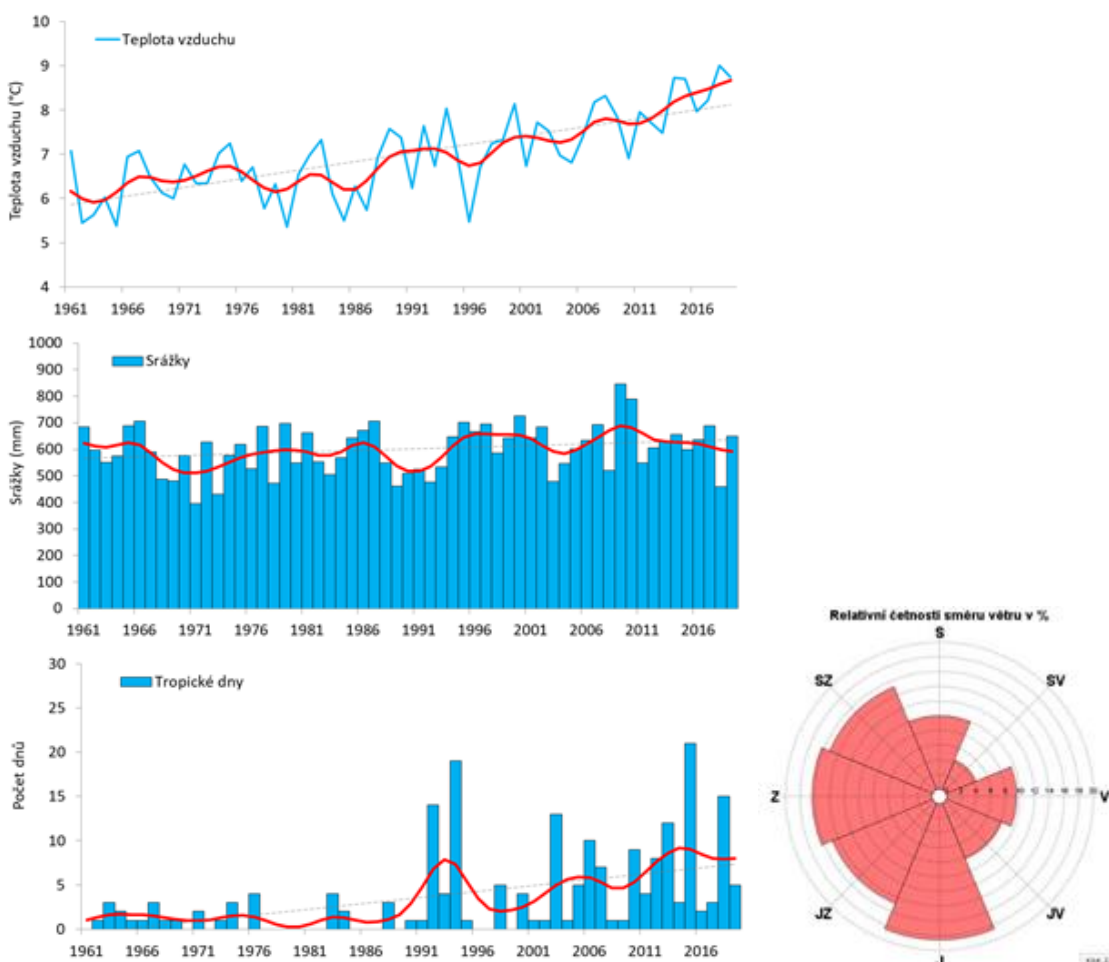 10
Teplota vzduchu
9
8
7
6
5
4
Teplota vzduchu (°C)
1961 1966 1971 1976 1981 1986 1991 1996 2001 2006 2011 2016
1000
Srážky
900
800
700
600
500
400
300
200
100
0
Srážky (mm)
1961 1966 1971 1976 1981 1986 1991 1996 2001 2006 2011 2016
30
Tropické dny
25
20
15
10
5
0
Počet dnů
1961 1966 1971 1976 1981 1986 1991 1996 2001 2006 2011 2016
Relativní četnosti směru větru v %
S
SZ SV
Z V
JZ JV
J